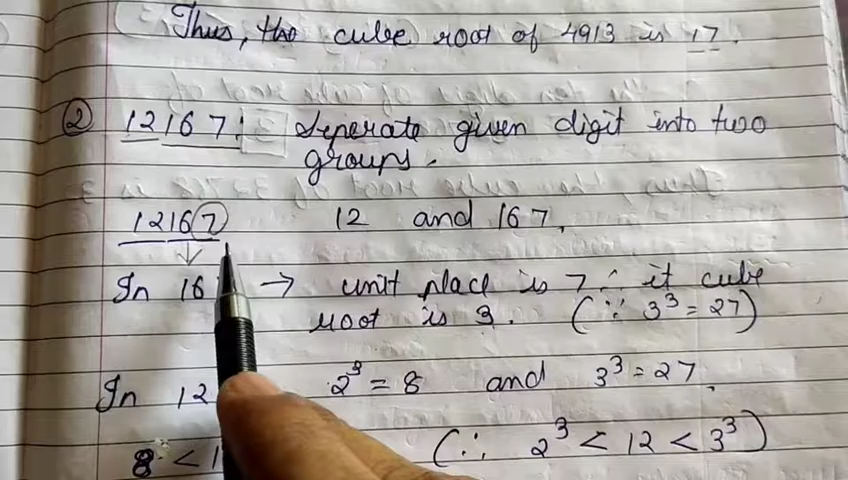 Thus, the cube root of 4913 is 17.
② 12167: Seperate given digit into two
groups.
12167 12 and 167.
In 16 → unit place is 7 ∴ it cube
root is 3. (∵ 3³ = 27)
In 12 2³ = 8 and 3³ = 27.
8 < 1 (∴ 2³ < 12 < 3³)